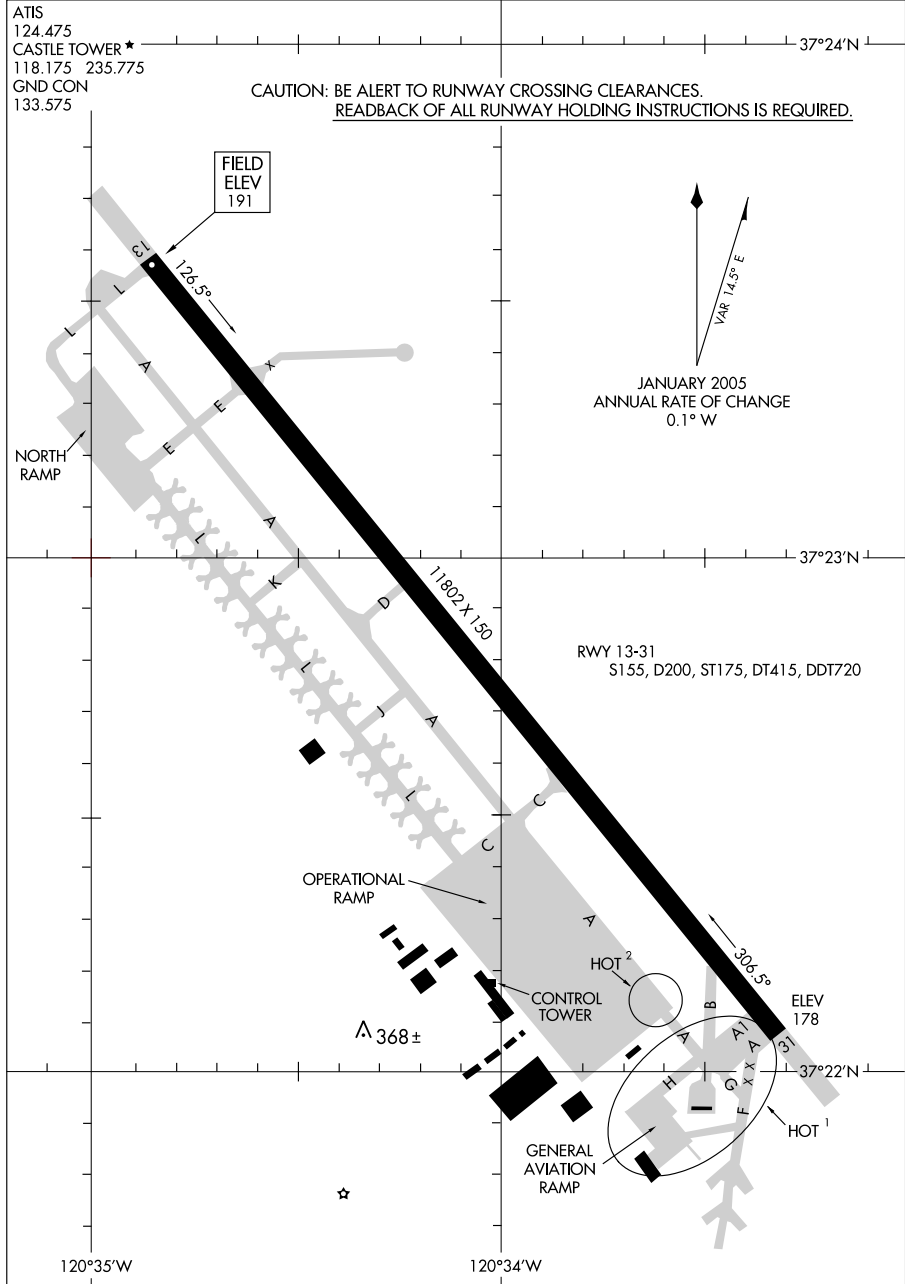 ATIS
124.475
CASTLE TOWER
118.175 235.775
GND CON
133.575
37°24'N
CAUTION: BE ALERT TO RUNWAY CROSSING CLEARANCES.
READBACK OF ALL RUNWAY HOLDING INSTRUCTIONS IS REQUIRED.
FIELD
ELEV
191
13
126.5°
VAR 14.5° E
JANUARY 2005
ANNUAL RATE OF CHANGE
0.1° W
L
L
A
X
E
E
NORTH
RAMP
A
L
K
37°23'N
D
11802 X 150
RWY 13-31
S155, D200, ST175, DT415, DDT720
L
J
A
L
C
C
OPERATIONAL
RAMP
A
HOT 2
306.5°
B
ELEV
178
CONTROL
TOWER
368 ±
A
A1
A
31
37°22'N
H
G
X
X
F
HOT 1
GENERAL
AVIATION
RAMP
120°35'W
120°34'W